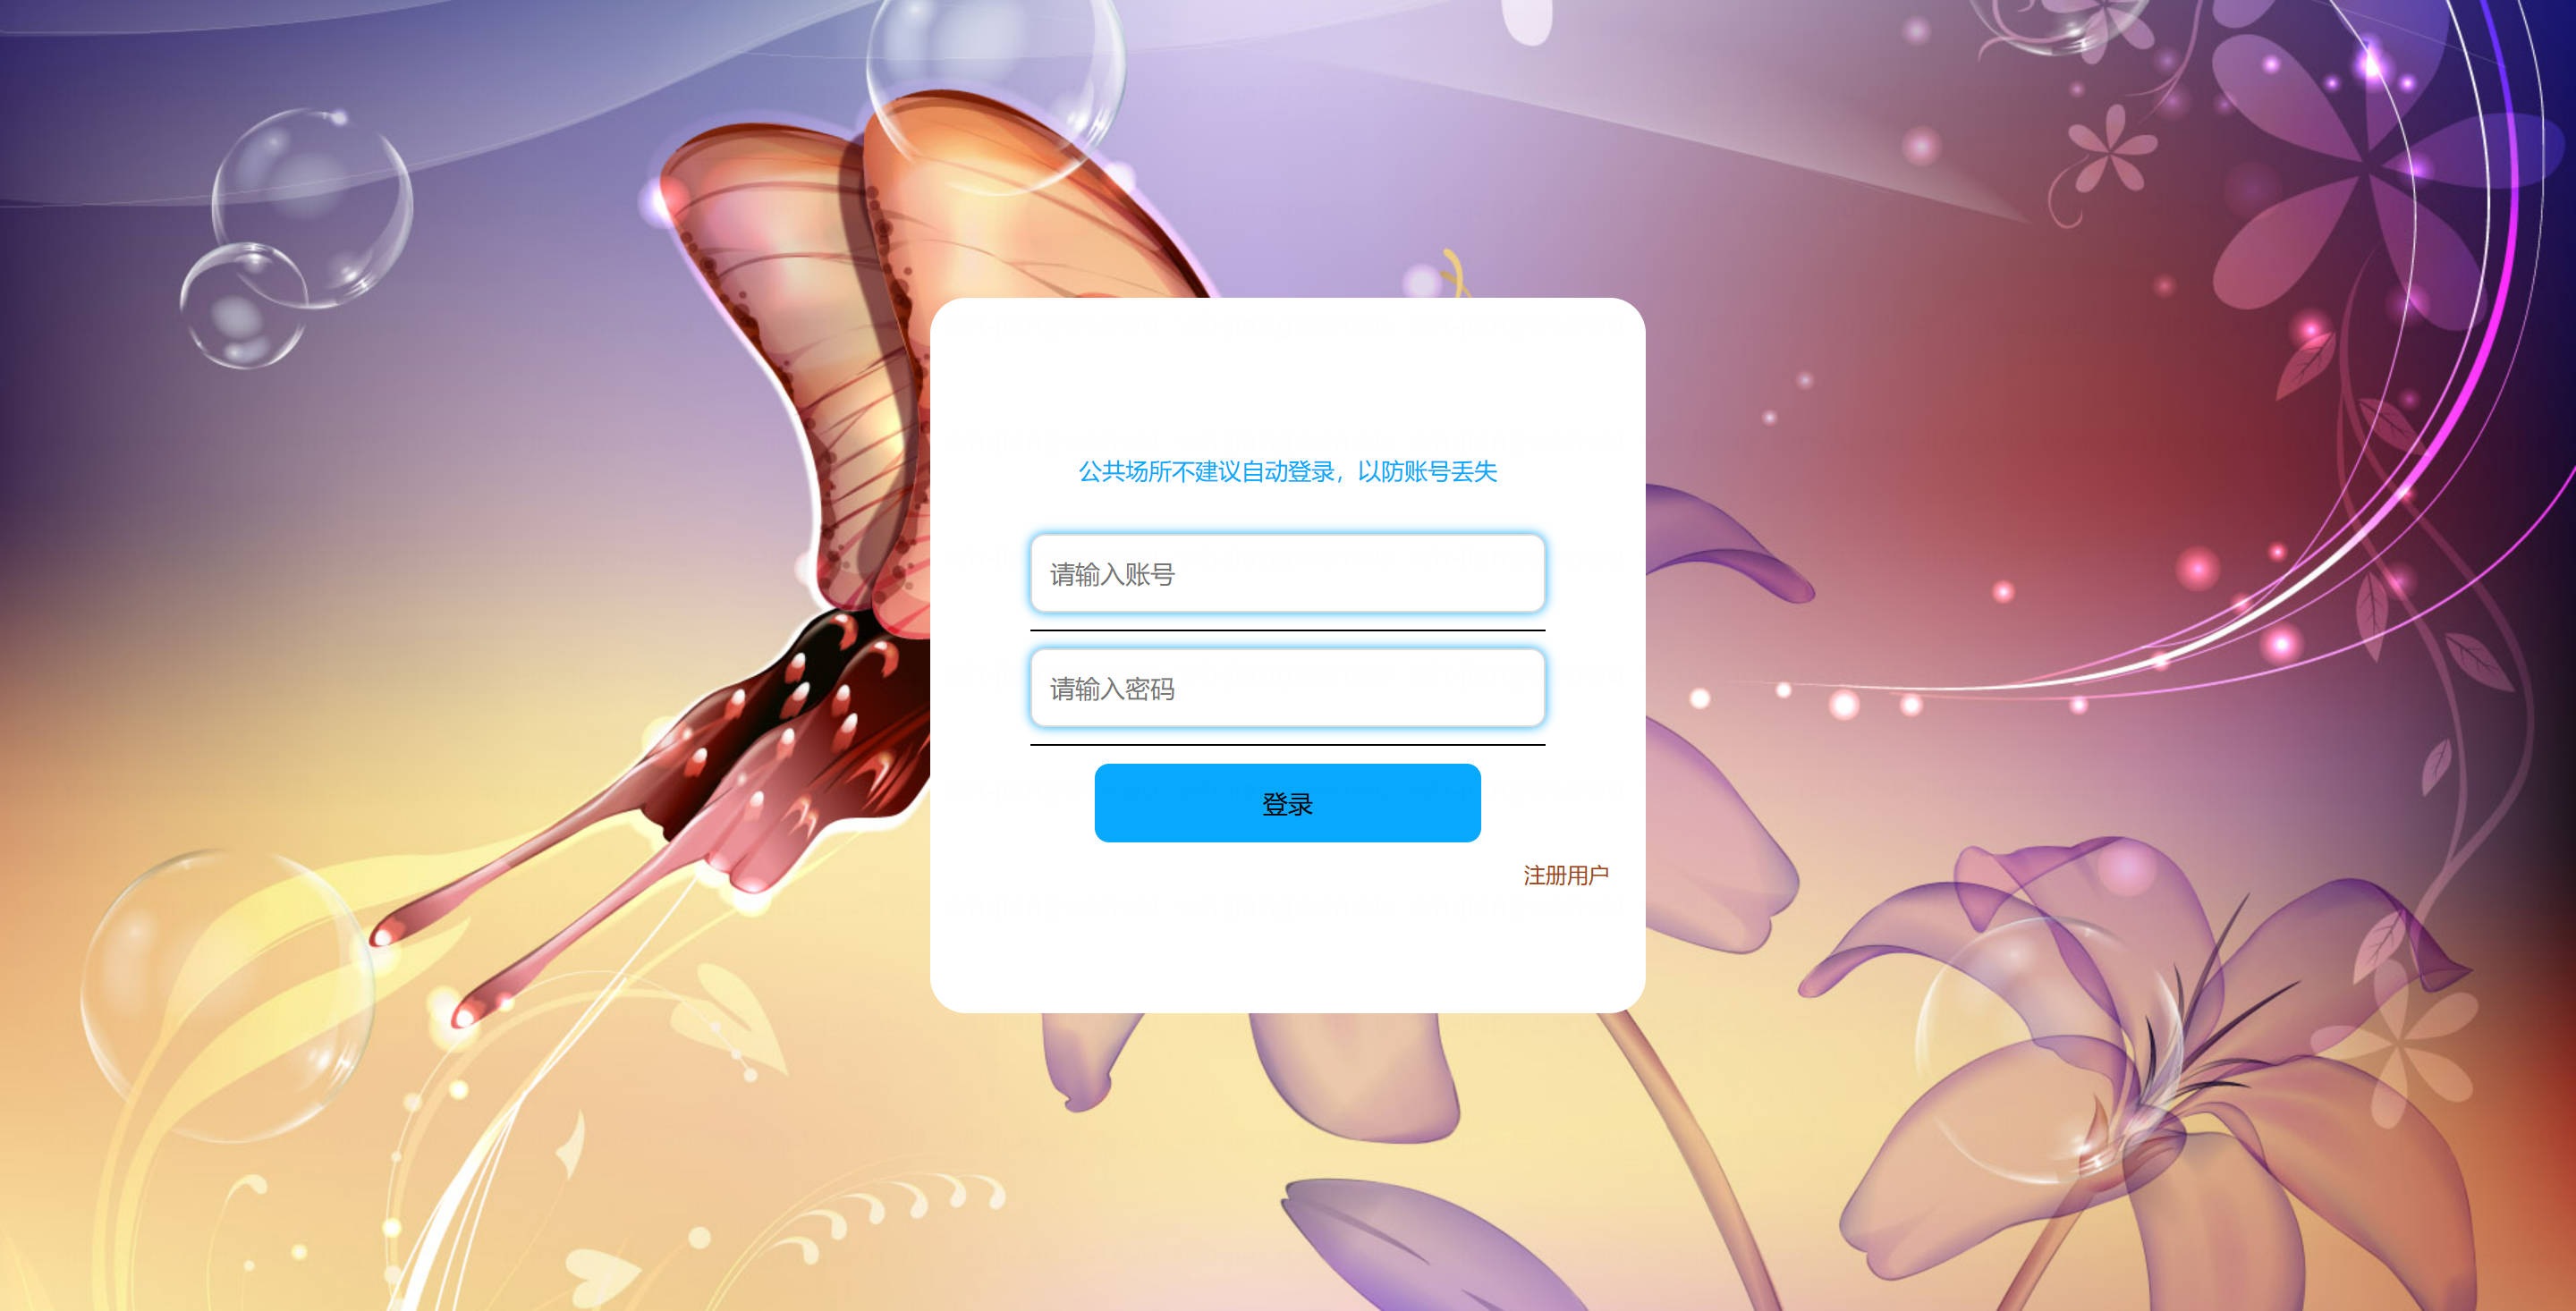 公共场所不建议自动登录，以防账号丢失
请输入账号
请输入密码
登录
注册用户